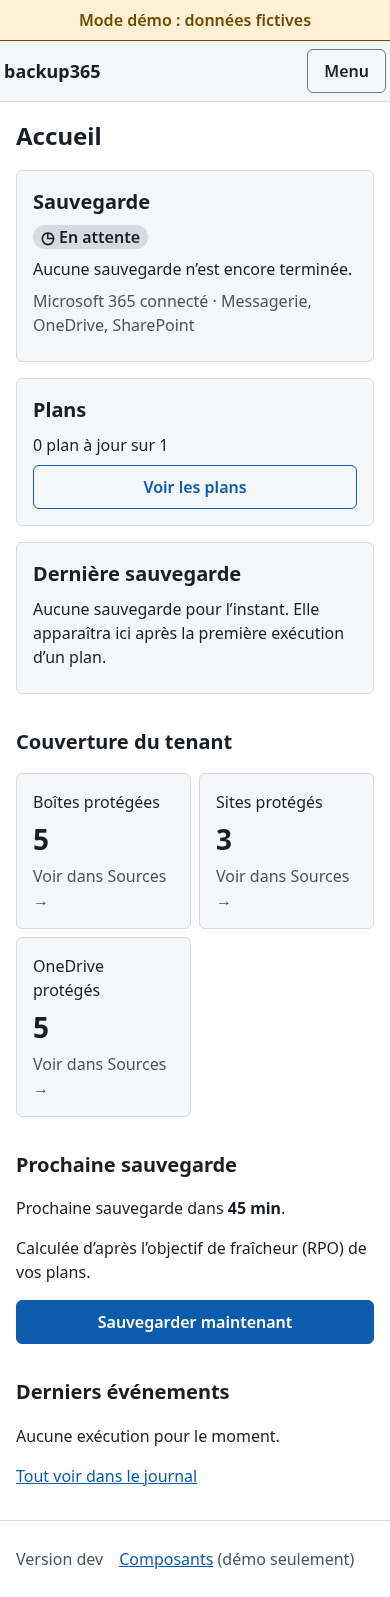 Mode démo : données fictives
backup365
Menu
Accueil
Sauvegarde
En attente
Aucune sauvegarde n’est encore terminée.
Microsoft 365 connecté · Messagerie,
OneDrive, SharePoint
Plans
0 plan à jour sur 1
Voir les plans
Dernière sauvegarde
Aucune sauvegarde pour l’instant. Elle
apparaîtra ici après la première exécution
d’un plan.
Couverture du tenant
Boîtes protégées
5
Voir dans Sources
→
Sites protégés
3
Voir dans Sources
→
OneDrive
protégés
5
Voir dans Sources
→
Prochaine sauvegarde
Prochaine sauvegarde dans 45 min.
Calculée d’après l’objectif de fraîcheur (RPO) de
vos plans.
Sauvegarder maintenant
Derniers événements
Aucune exécution pour le moment.
Tout voir dans le journal
Version dev Composants (démo seulement)